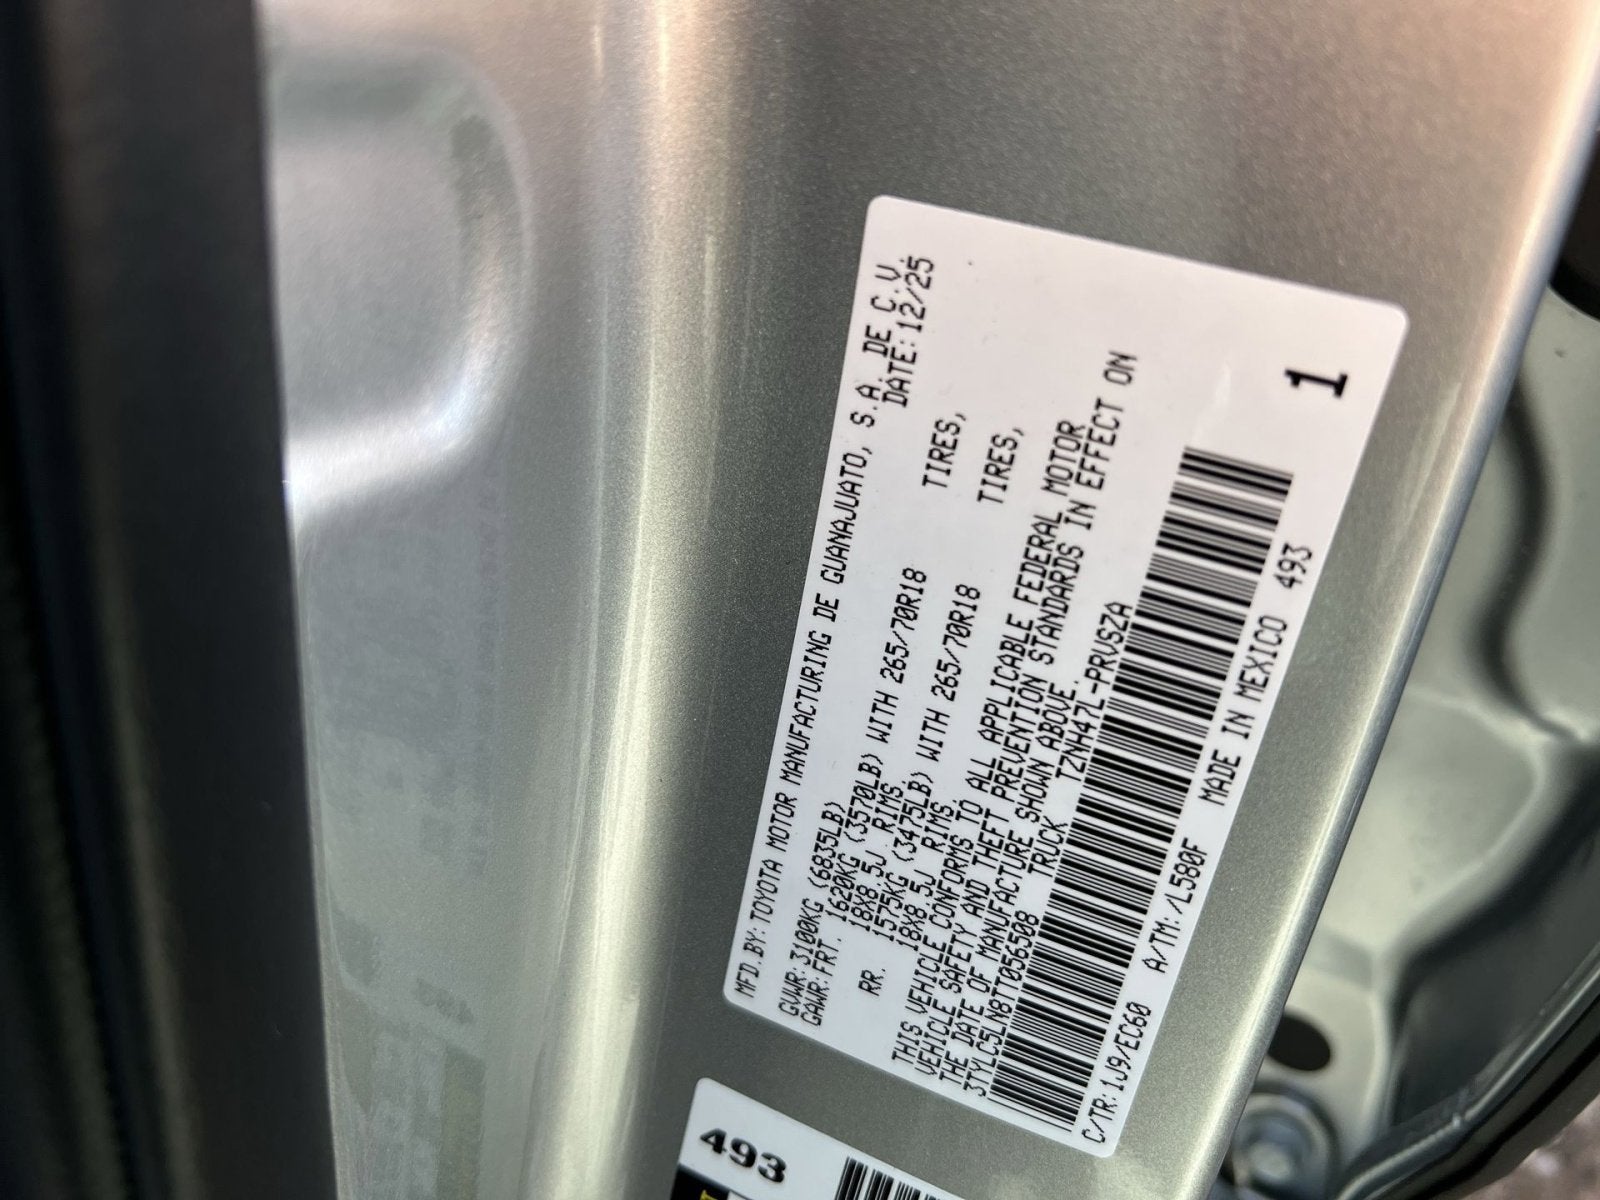 MFD.BY:TOYOTA MOTOR MANUFACTURING DE GUANAJUATO, S.A. DE C.V.
DATE:12/25
GVWR:3100KG (6835LB)
GAWR:FRT. 1620KG (3570LB) WITH 265/70R18 TIRES,
18X8.5J RIMS
RR. 1575KG (3475LB) WITH 265/70R18 TIRES,
18X8.5J RIMS.
THIS VEHICLE CONFORMS TO ALL APPLICABLE FEDERAL MOTOR
VEHICLE SAFETY AND THEFT PREVENTION STANDARDS IN EFFECT ON
THE DATE OF MANUFACTURE SHOWN ABOVE.
3TYLC5LN8TT056508 TRUCK TZNH47L-PRVSZA
1
C/TR:1J9/EC60 A/TM:/L580F MADE IN MEXICO 493
493